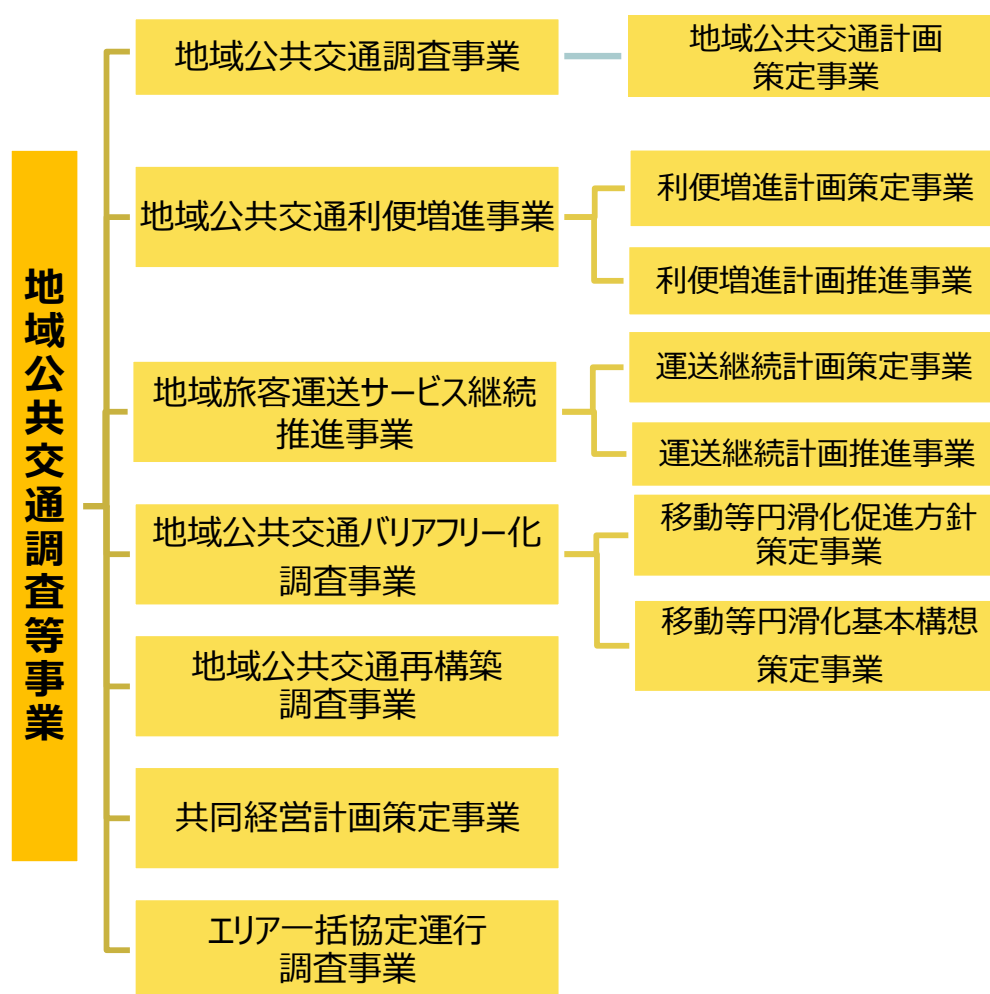 地域公共交通調査等事業
地域公共交通調査事業
地域公共交通計画
策定事業
地域公共交通利便増進事業
利便増進計画策定事業
利便増進計画推進事業
地域旅客運送サービス継続
推進事業
運送継続計画策定事業
運送継続計画推進事業
地域公共交通バリアフリー化
調査事業
移動等円滑化促進方針
策定事業
移動等円滑化基本構想
策定事業
地域公共交通再構築
調査事業
共同経営計画策定事業
エリア一括協定運行
調査事業